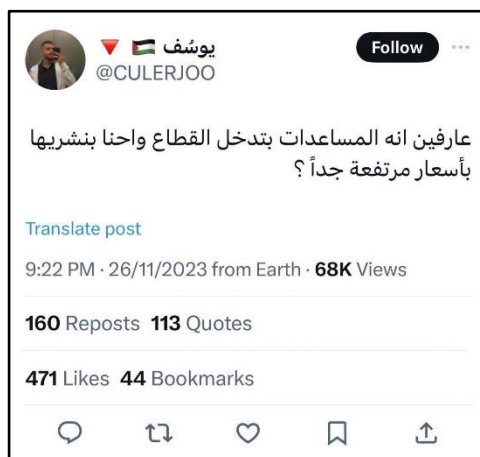 يوسُف 🇵🇸 🔻
Follow
@CULERJOO
عارفين انه المساعدات بتدخل القطاع واحنا بنشريها
بأسعار مرتفعة جداً ؟
Translate post
9:22 PM · 26/11/2023 from Earth · 68K Views
160 Reposts 113 Quotes
471 Likes 44 Bookmarks